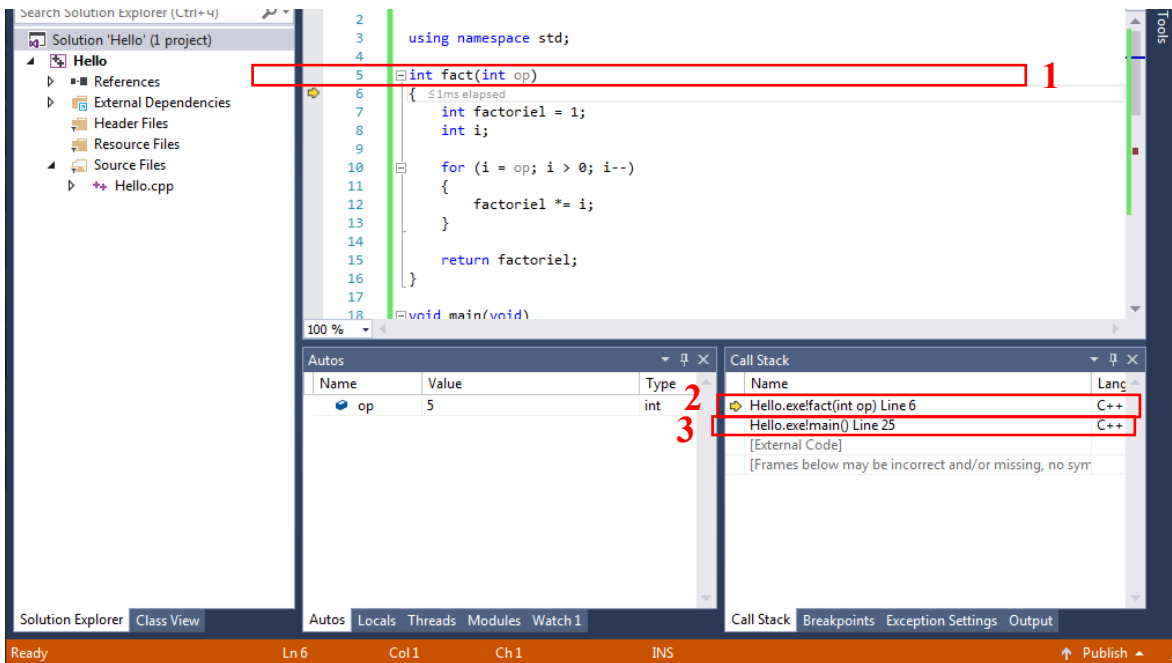 Search Solution Explorer (Ctrl+ч)
Solution 'Hello' (1 project)
Hello
References
External Dependencies
Header Files
Resource Files
Source Files
Hello.cpp
2
3 using namespace std;
4
5 int fact(int op)
1
6 { ≤1ms elapsed
7 int factoriel = 1;
8 int i;
9
10 for (i = op; i > 0; i--)
11 {
12 factoriel *= i;
13 }
14
15 return factoriel;
16 }
17
18 void main(void)
100 %
Tools
Autos
Name Value Type
op 5 int
2
3
Call Stack
Name Lang
Hello.exe!fact(int op) Line 6 C++
Hello.exe!main() Line 25 C++
[External Code]
[Frames below may be incorrect and/or missing, no sym
Solution Explorer Class View
Autos Locals Threads Modules Watch 1
Call Stack Breakpoints Exception Settings Output
Ready Ln 6 Col 1 Ch 1 INS Publish